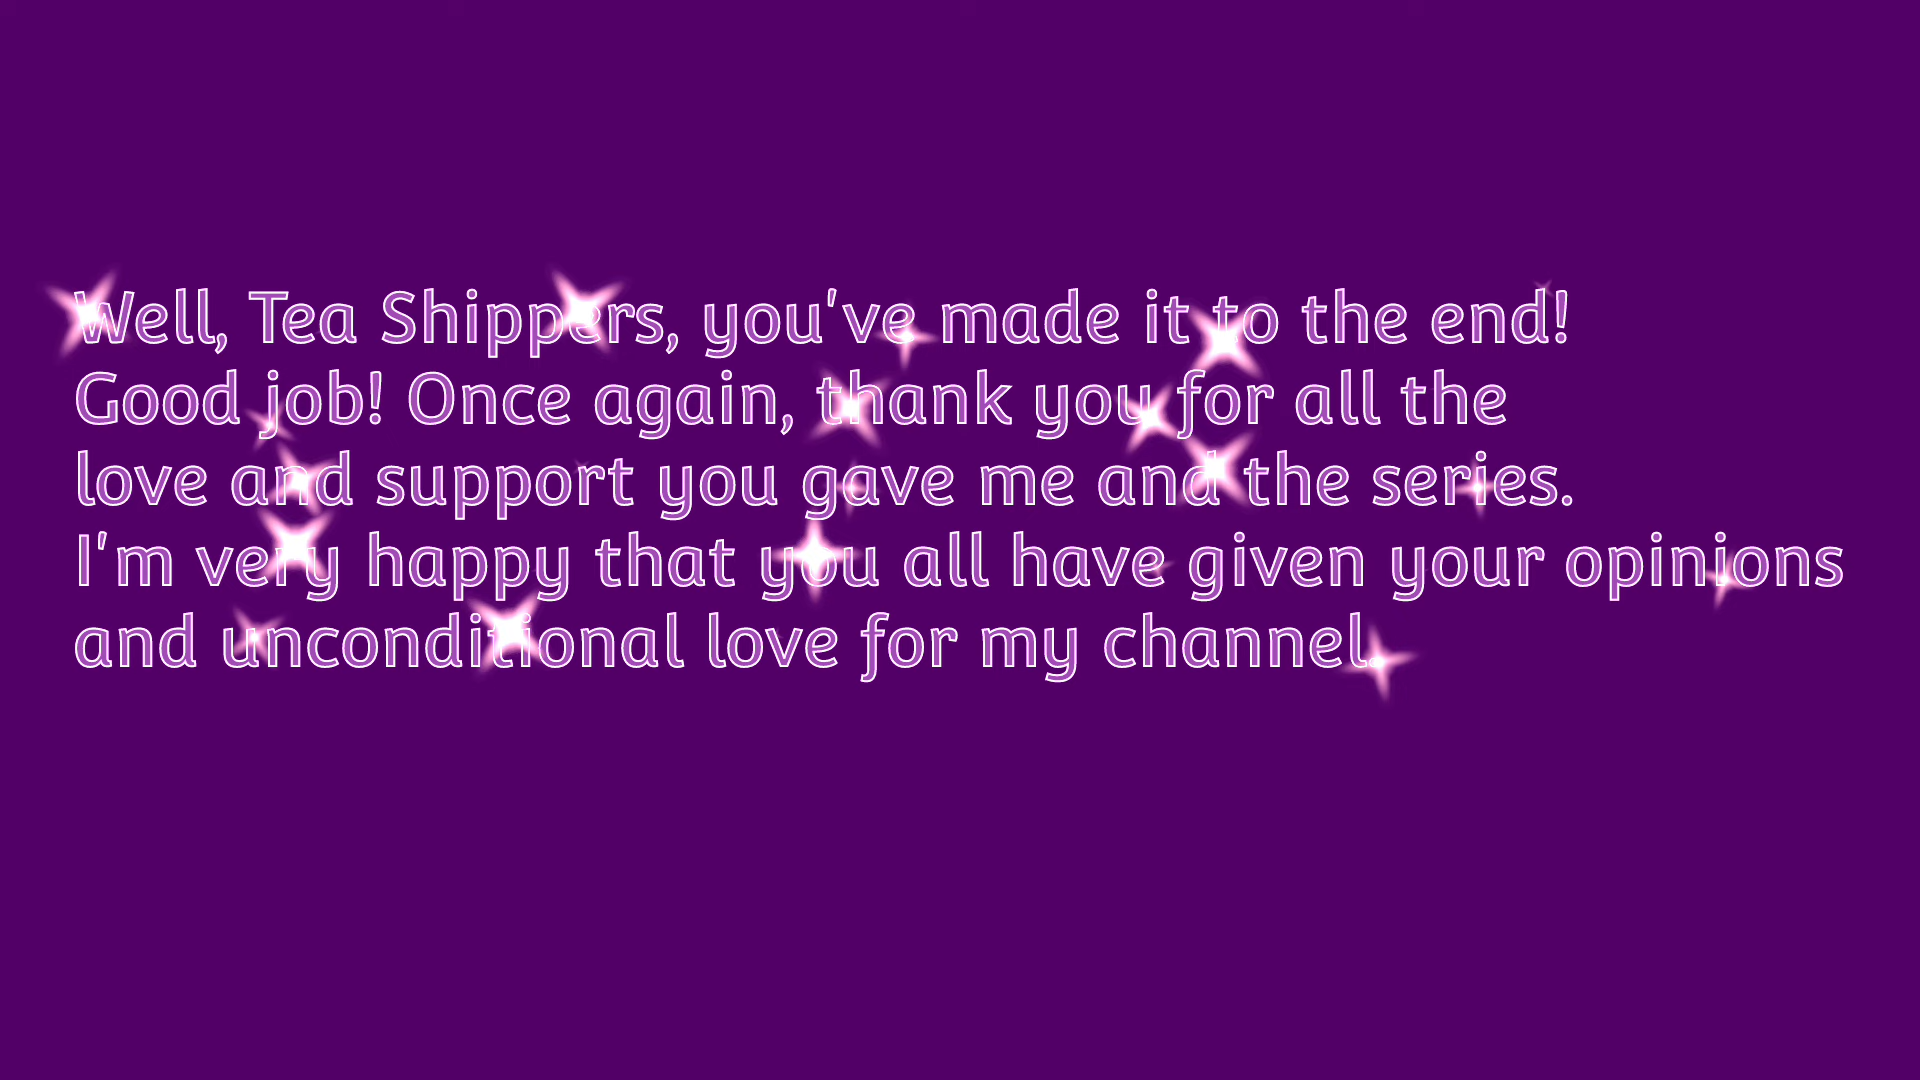 Well, Tea Shippers, you've made it to the end!
Good job! Once again, thank you for all the
love and support you gave me and the series.
I'm very happy that you all have given your opinions
and unconditional love for my channel.